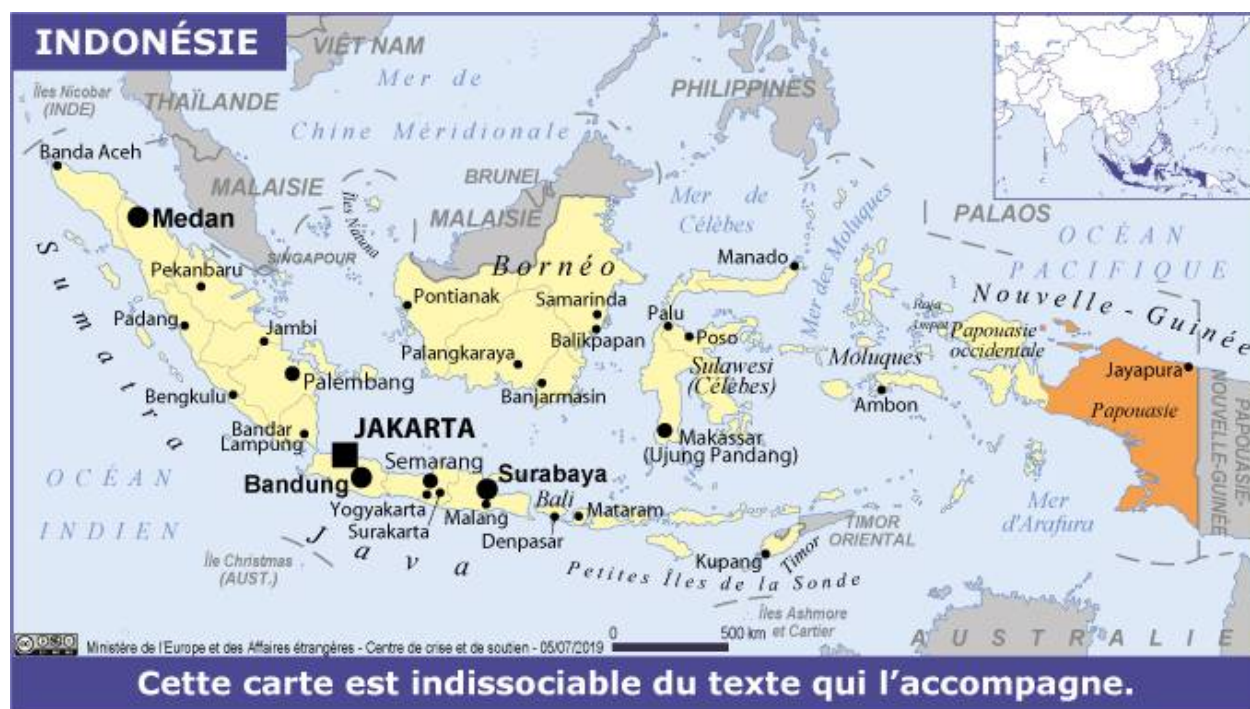 INDONÉSIE
VIÊT NAM
Mer de
Chine Méridionale
Îles Nicobar
(INDE)
THAÏLANDE
PHILIPPINES
Banda Aceh
MALAISIE
BRUNEI
MALAISIE
Îles Natuna
Mer de
Célèbes
Mer des Moluques
PALAOS
OCÉAN
PACIFIQUE
Medan
SINGAPOUR
Sumatra
Pekanbaru
Bornéo
Manado
Nouvelle-Guinée
Padang
Jambi
Pontianak
Samarinda
Balikpapan
Palu
Poso
Raja
Ampat
Papouasie
occidentale
Palangkaraya
Sulawesi
(Célèbes)
Moluques
Jayapura
Palembang
Bengkulu
Banjarmasin
Ambon
Papouasie
PAPOUASIE-
NOUVELLE-GUINÉE
Bandar
Lampung
JAKARTA
Makassar
(Ujung Pandang)
Semarang
Surabaya
Bandung
OCÉAN
INDIEN
Bali
Yogyakarta
Surakarta
Malang
Mataram
Denpasar
Java
Mer
d'Arafura
TIMOR
ORIENTAL
Kupang
Timor
Île Christmas
(AUST.)
Petites Îles de la Sonde
Îles Ashmore
et Cartier
AUSTRALIE
0 500 km
Ministère de l'Europe et des Affaires étrangères - Centre de crise et de soutien - 05/07/2019
Cette carte est indissociable du texte qui l'accompagne.